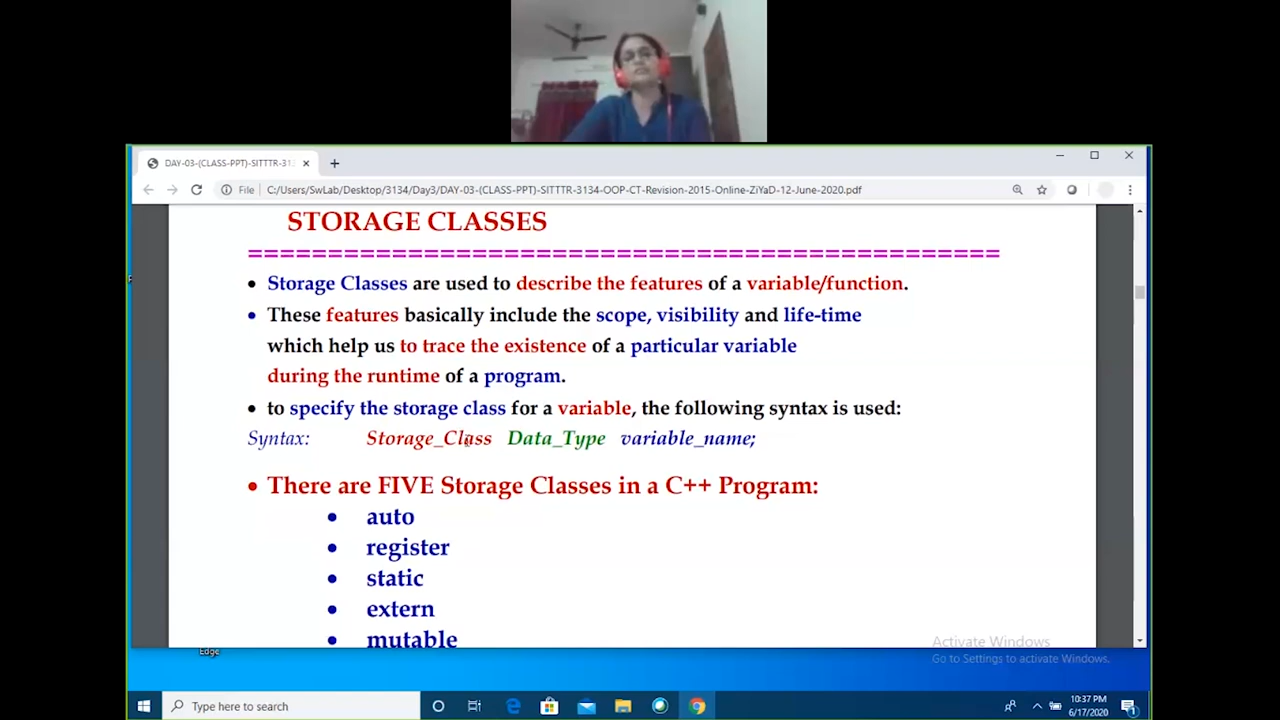 DAY-03-(CLASS-PPT)-SITTTR-313
File C:/Users/SwLab/Desktop/3134/Day3/DAY-03-(CLASS-PPT)-SITTTR-3134-OOP-CT-Revision-2015-Online-ZiYaD-12-June-2020.pdf
STORAGE CLASSES
===============================================
• Storage Classes are used to describe the features of a variable/function.
• These features basically include the scope, visibility and life-time
which help us to trace the existence of a particular variable
during the runtime of a program.
• to specify the storage class for a variable, the following syntax is used:
Syntax: Storage_Class Data_Type variable_name;
• There are FIVE Storage Classes in a C++ Program:
• auto
• register
• static
• extern
• mutable
Activate Windows
Go to Settings to activate Windows.
Edge
Type here to search
10:37 PM
6/17/2020